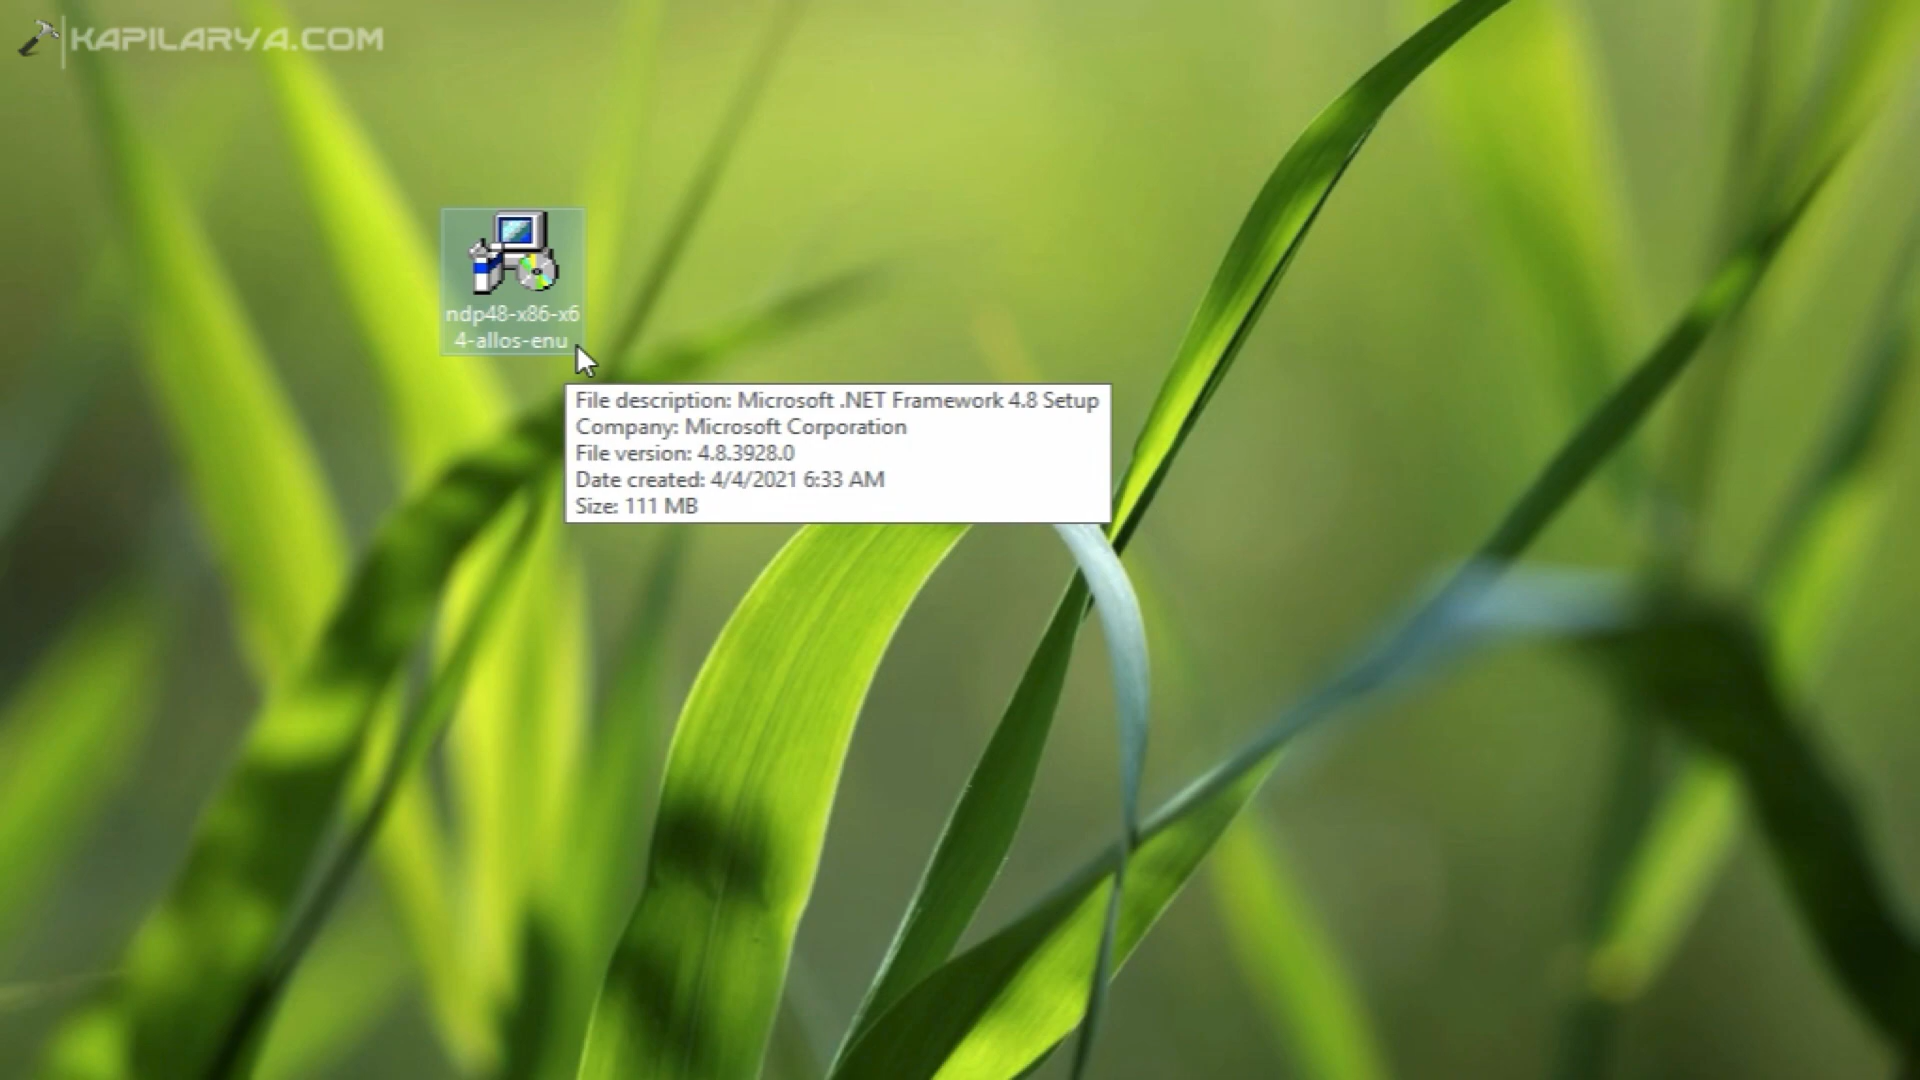 KAPILARYA.COM
ndp48-x86-x6
4-allos-enu
File description: Microsoft .NET Framework 4.8 Setup
Company: Microsoft Corporation
File version: 4.8.3928.0
Date created: 4/4/2021 6:33 AM
Size: 111 MB